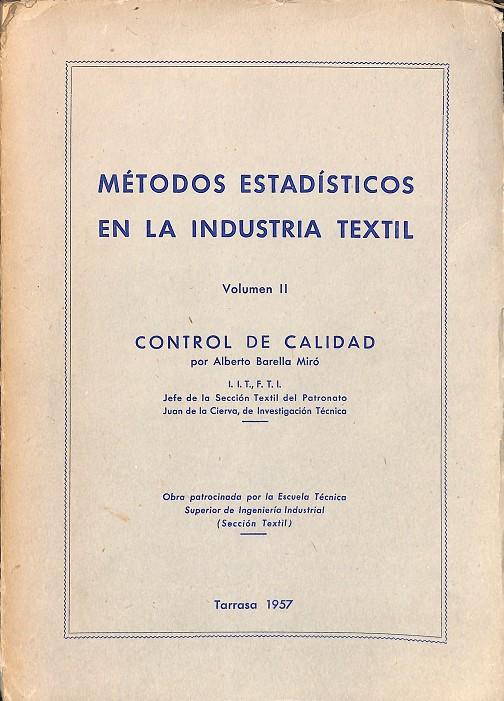 MÉTODOS ESTADÍSTICOS
EN LA INDUSTRIA TEXTIL
Volumen II
CONTROL DE CALIDAD
por Alberto Barella Miró
I. I. T., F. T. I.
Jefe de la Sección Textil del Patronato
Juan de la Cierva, de Investigación Técnica
Obra patrocinada por la Escuela Técnica
Superior de Ingeniería Industrial
(Sección Textil)
Tarrasa 1957